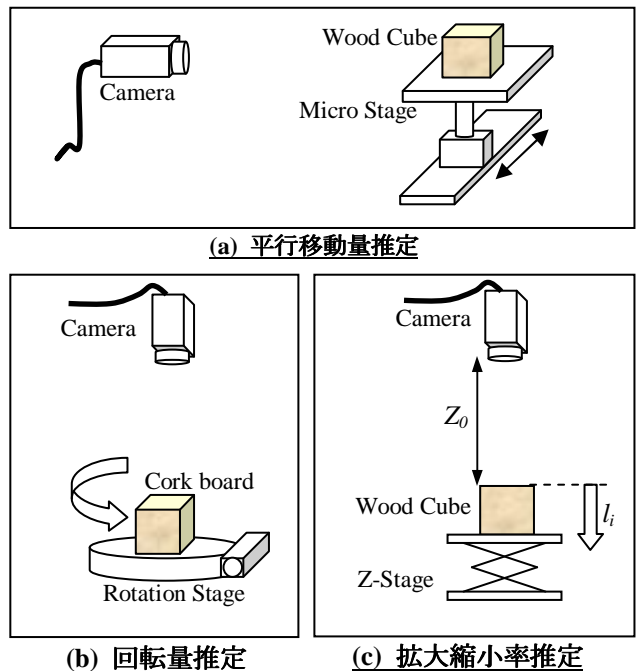 Wood Cube
Camera
Micro Stage
(a) 平行移動量推定
Camera
Cork board
Rotation Stage
(b) 回転量推定
Camera
Z0
Wood Cube
li
Z-Stage
(c) 拡大縮小率推定